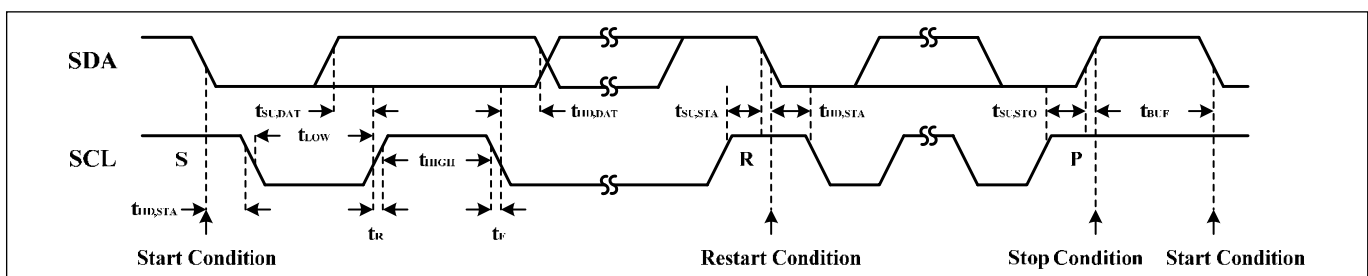 SDA
tSU,DAT
tHD,DAT
tSU,STA
tHD,STA
tSU,STO
tBUF
tLOW
SCL
S
tHIGH
R
P
tHD,STA
tR
tF
Start Condition
Restart Condition
Stop Condition
Start Condition